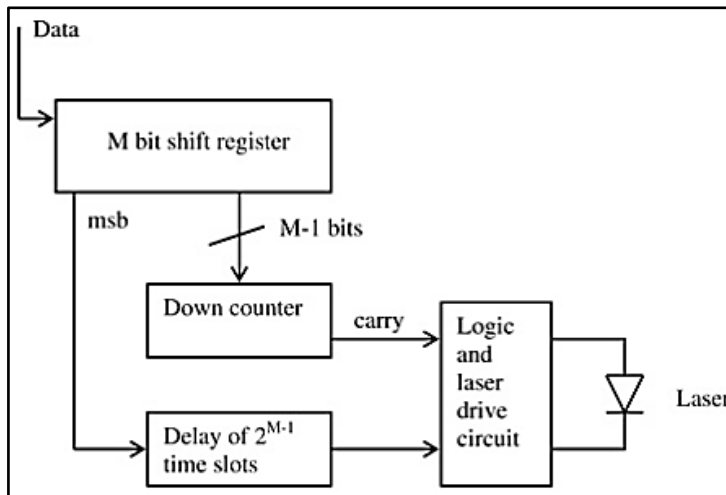 Data
M bit shift register
msb
M-1 bits
Down counter
carry
Logic
and
laser
drive
circuit
Laser
Delay of 2^{M-1}
time slots